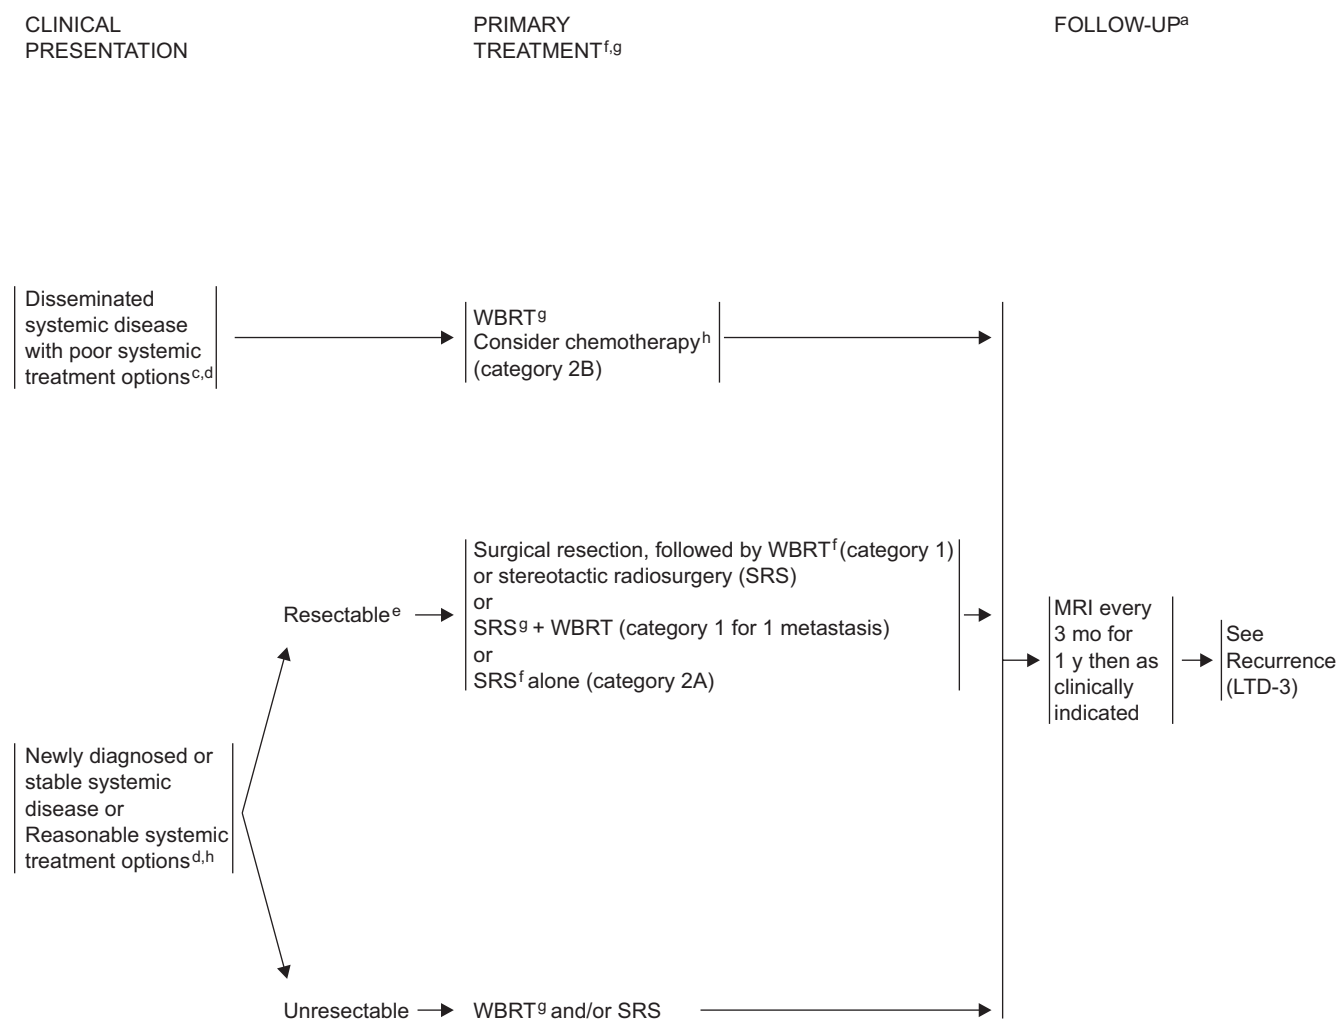 CLINICAL
PRESENTATION
PRIMARY
TREATMENTf,g
FOLLOW-UPa
Disseminated
systemic disease
with poor systemic
treatment optionsc,d
WBRTg
Consider chemotherapyh
(category 2B)
Newly diagnosed or
stable systemic
disease or
Reasonable systemic
treatment optionsd,h
Resectablee
Surgical resection, followed by WBRTf (category 1)
or stereotactic radiosurgery (SRS)
or
SRSg + WBRT (category 1 for 1 metastasis)
or
SRSf alone (category 2A)
Unresectable
WBRTg and/or SRS
MRI every
3 mo for
1 y then as
clinically
indicated
See
Recurrence
(LTD-3)